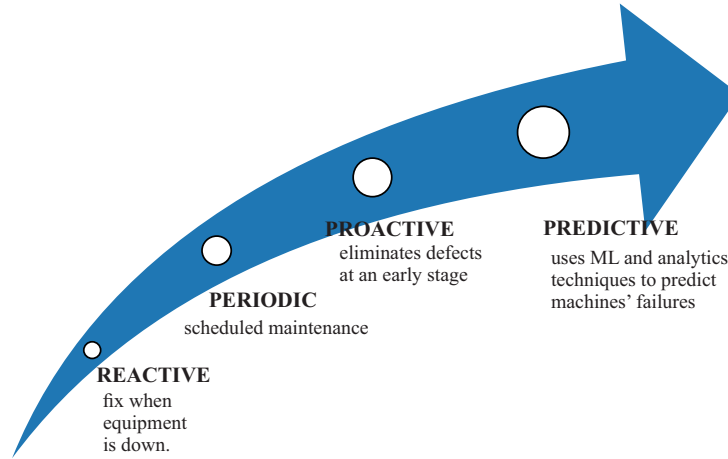 PROACTIVE
eliminates defects
at an early stage
PREDICTIVE
uses ML and analytics
techniques to predict
machines’ failures
PERIODIC
scheduled maintenance
REACTIVE
fix when
equipment
is down.